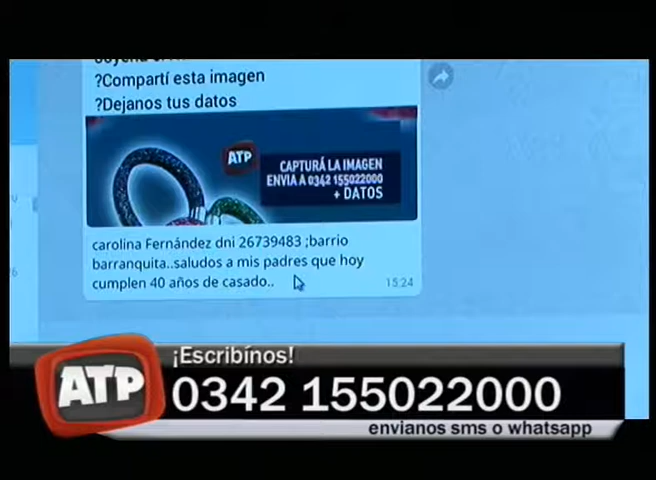 ?Compartí esta imagen
?Dejanos tus datos
ATP
CAPTURÁ LA IMAGEN
ENVIA A 0342 155022000
+ DATOS
carolina Fernández dni 26739483 ;barrio
barranquita..saludos a mis padres que hoy
cumplen 40 años de casado..
15:24
¡Escribínos!
ATP
0342 155022000
envianos sms o whatsapp